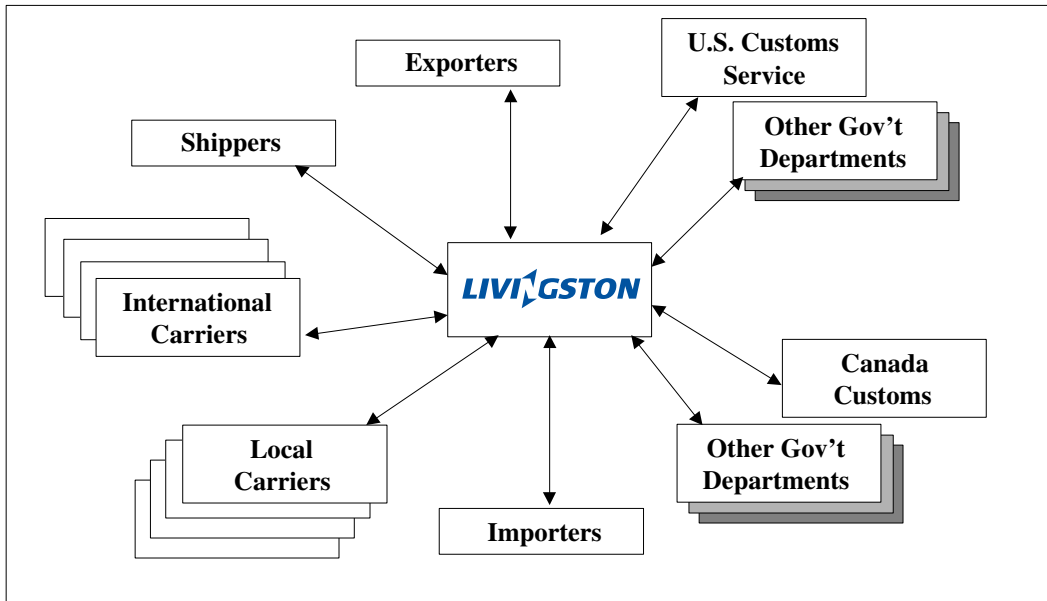 Exporters
U.S. Customs
Service
Other Gov't
Departments
Shippers
LIVINGSTON
International
Carriers
Canada
Customs
Local
Carriers
Other Gov't
Departments
Importers